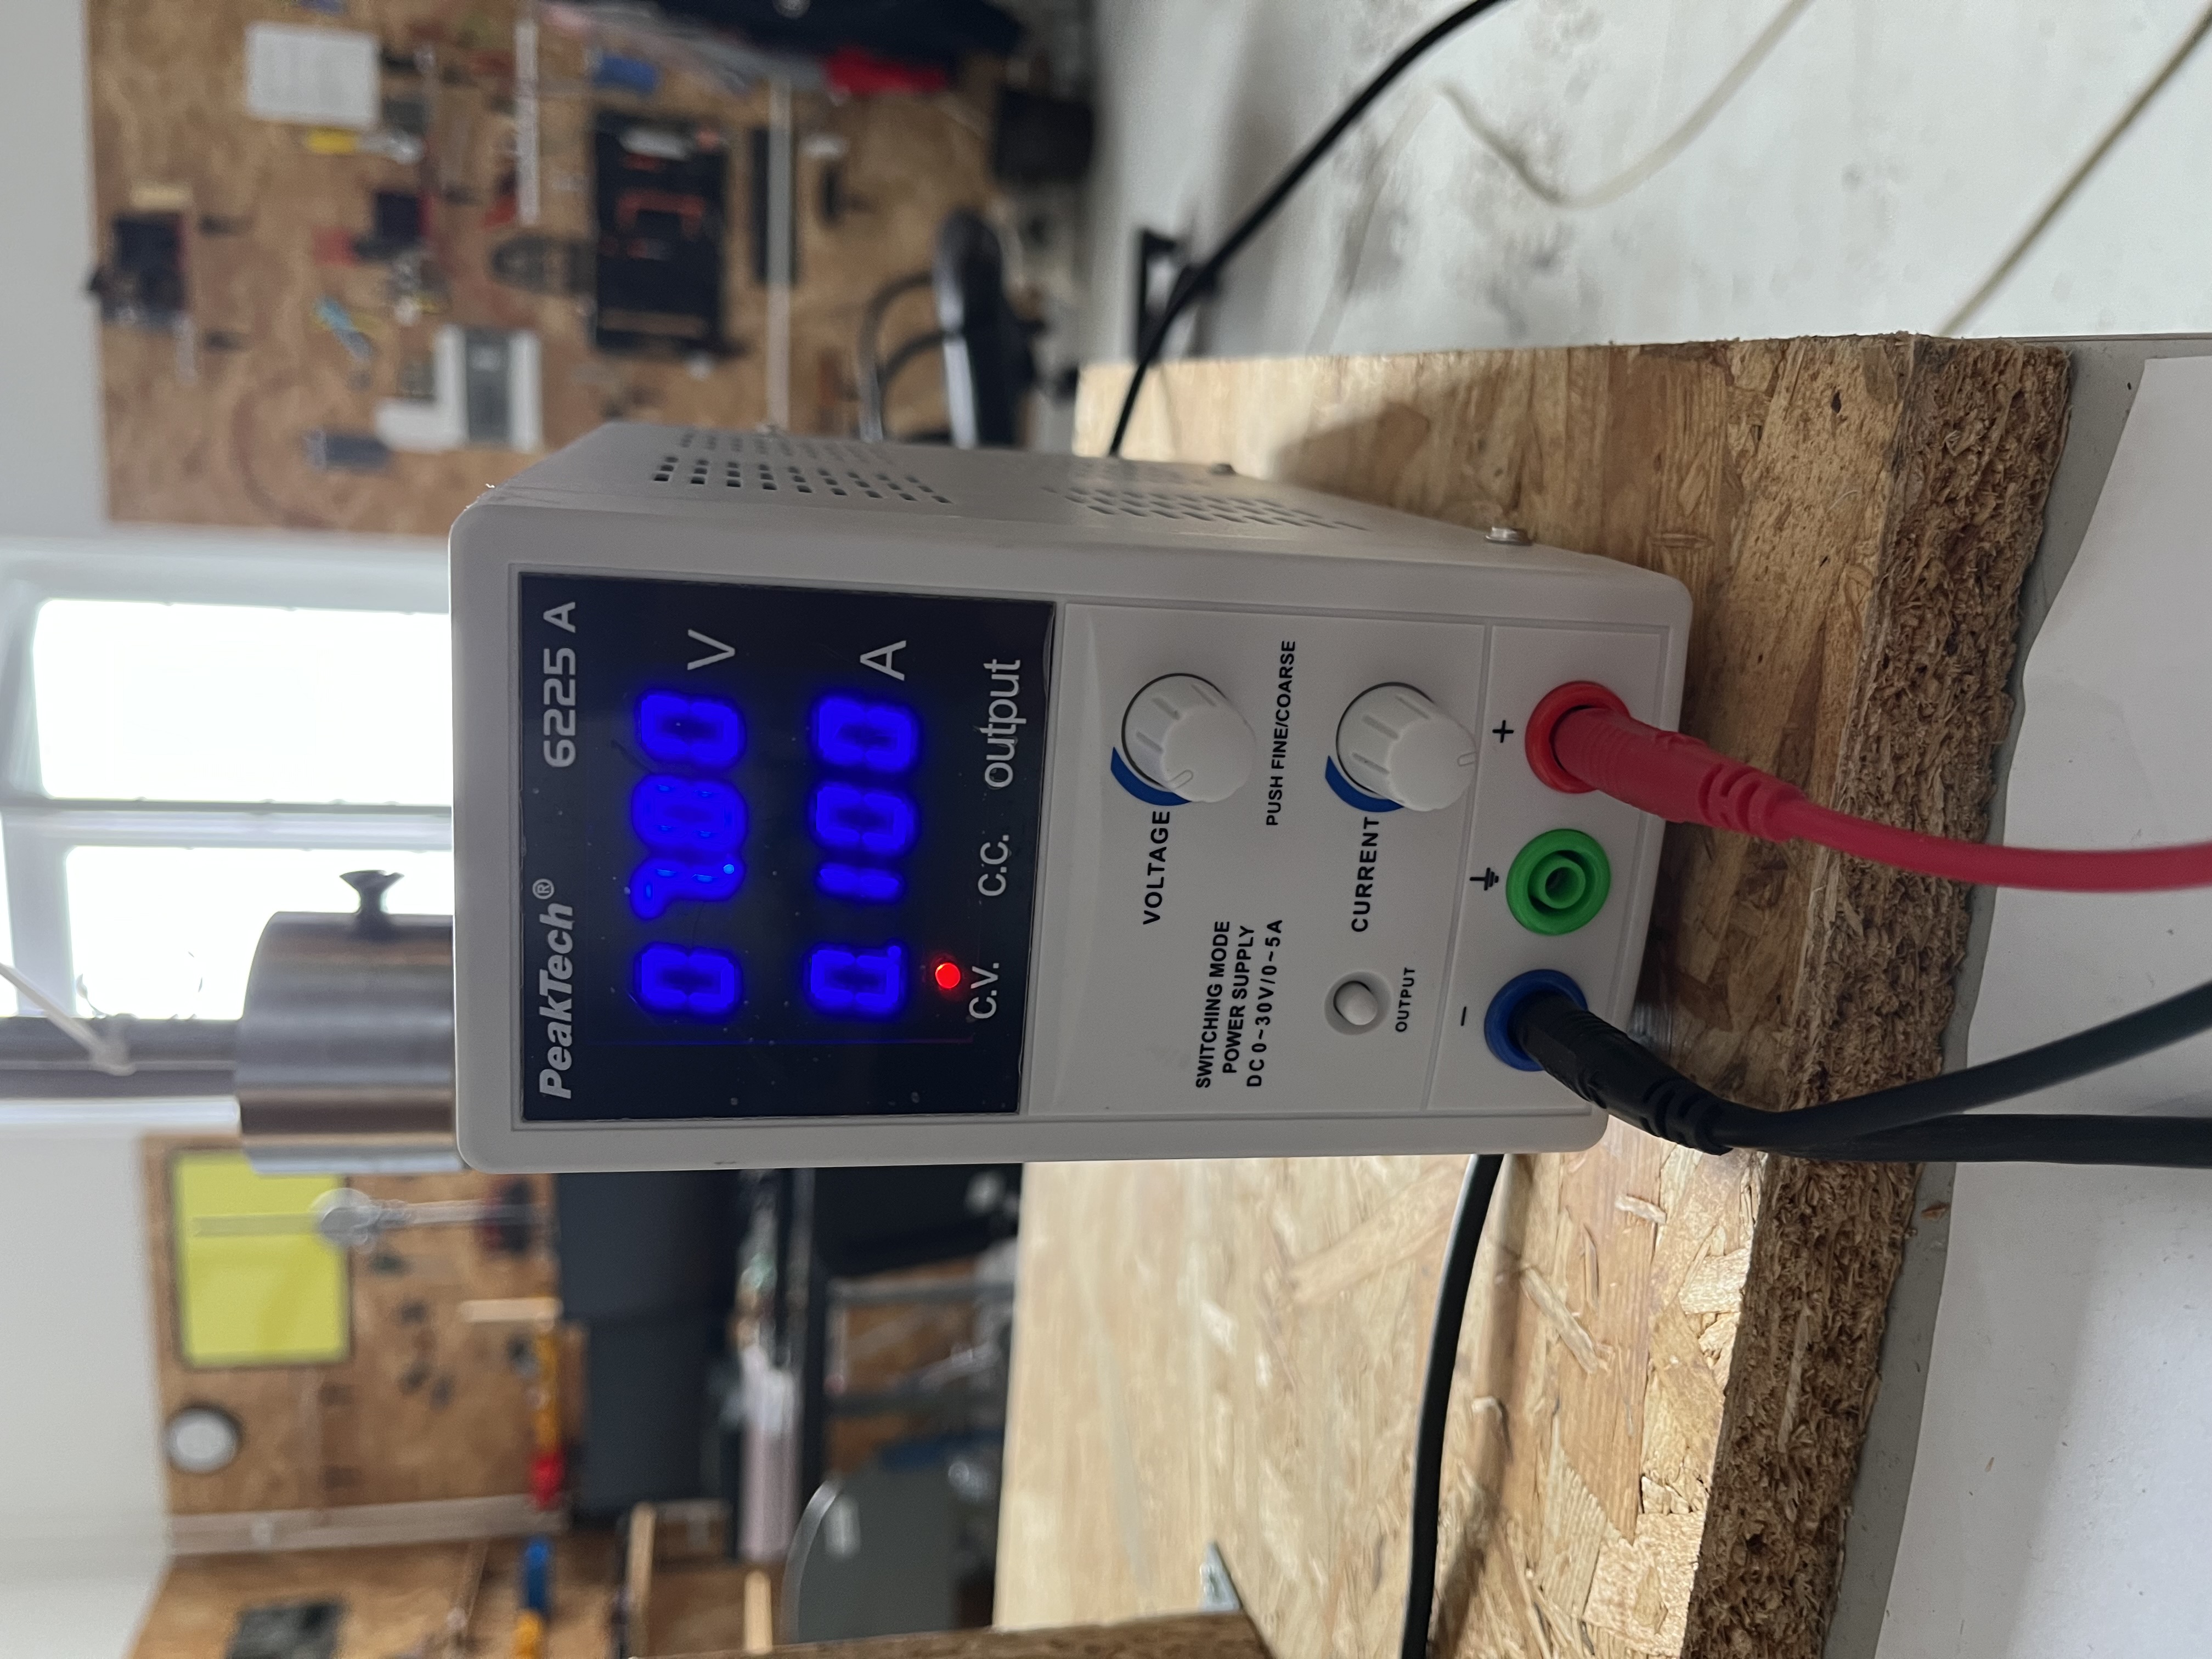 PeakTech® 6225 A
07.00 V
0.100 A
C.V. C.C. output
VOLTAGE
SWITCHING MODE
POWER SUPPLY
DC 0~30V/0~5A
PUSH FINE/COARSE
CURRENT
OUTPUT
− +